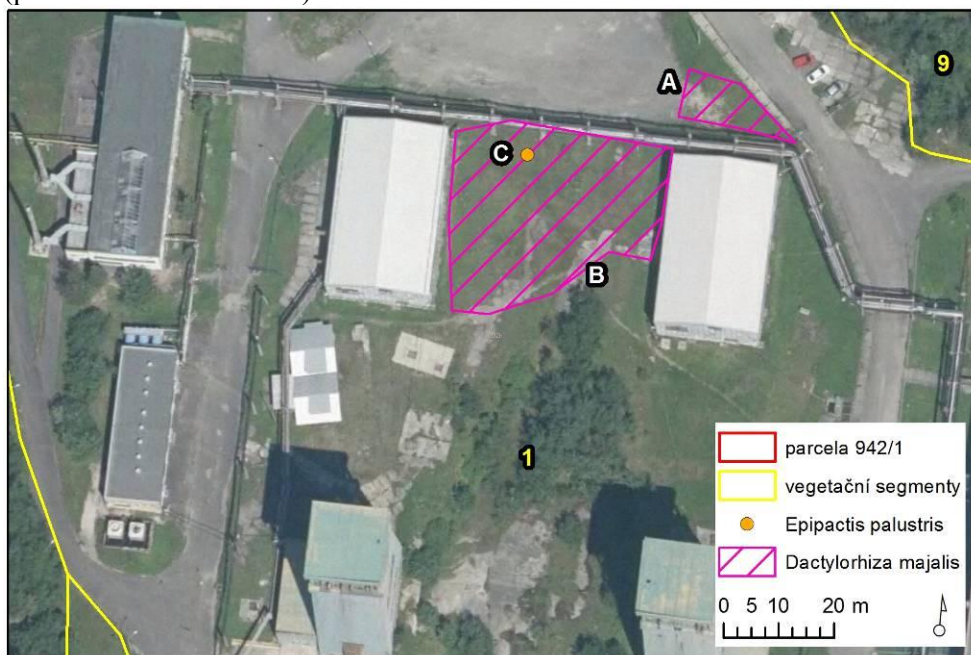 9
A
C
B
1
parcela 942/1
vegetační segmenty
Epipactis palustris
Dactylorhiza majalis
0 5 10 20 m